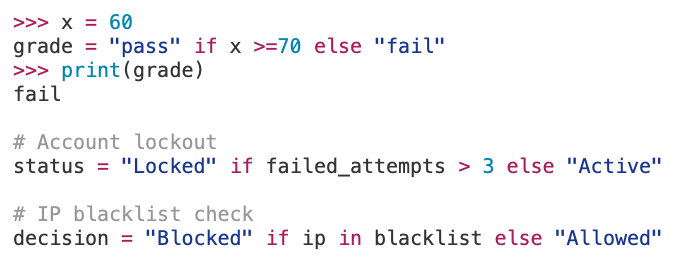 >>> x = 60
grade = "pass" if x >=70 else "fail"
>>> print(grade)
fail

# Account lockout
status = "Locked" if failed_attempts > 3 else "Active"

# IP blacklist check
decision = "Blocked" if ip in blacklist else "Allowed"